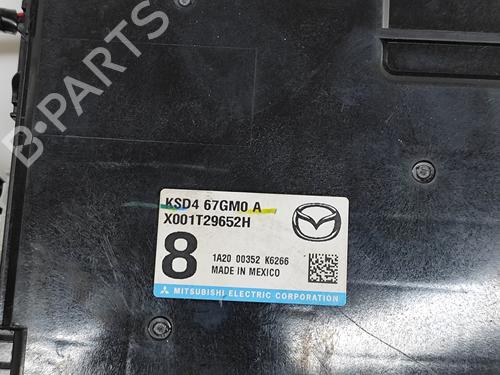 B-PARTS
KSD4 67GM0 A
X001T29652H
8
1A20 00352 K6266
MADE IN MEXICO
MITSUBISHI ELECTRIC CORPORATION